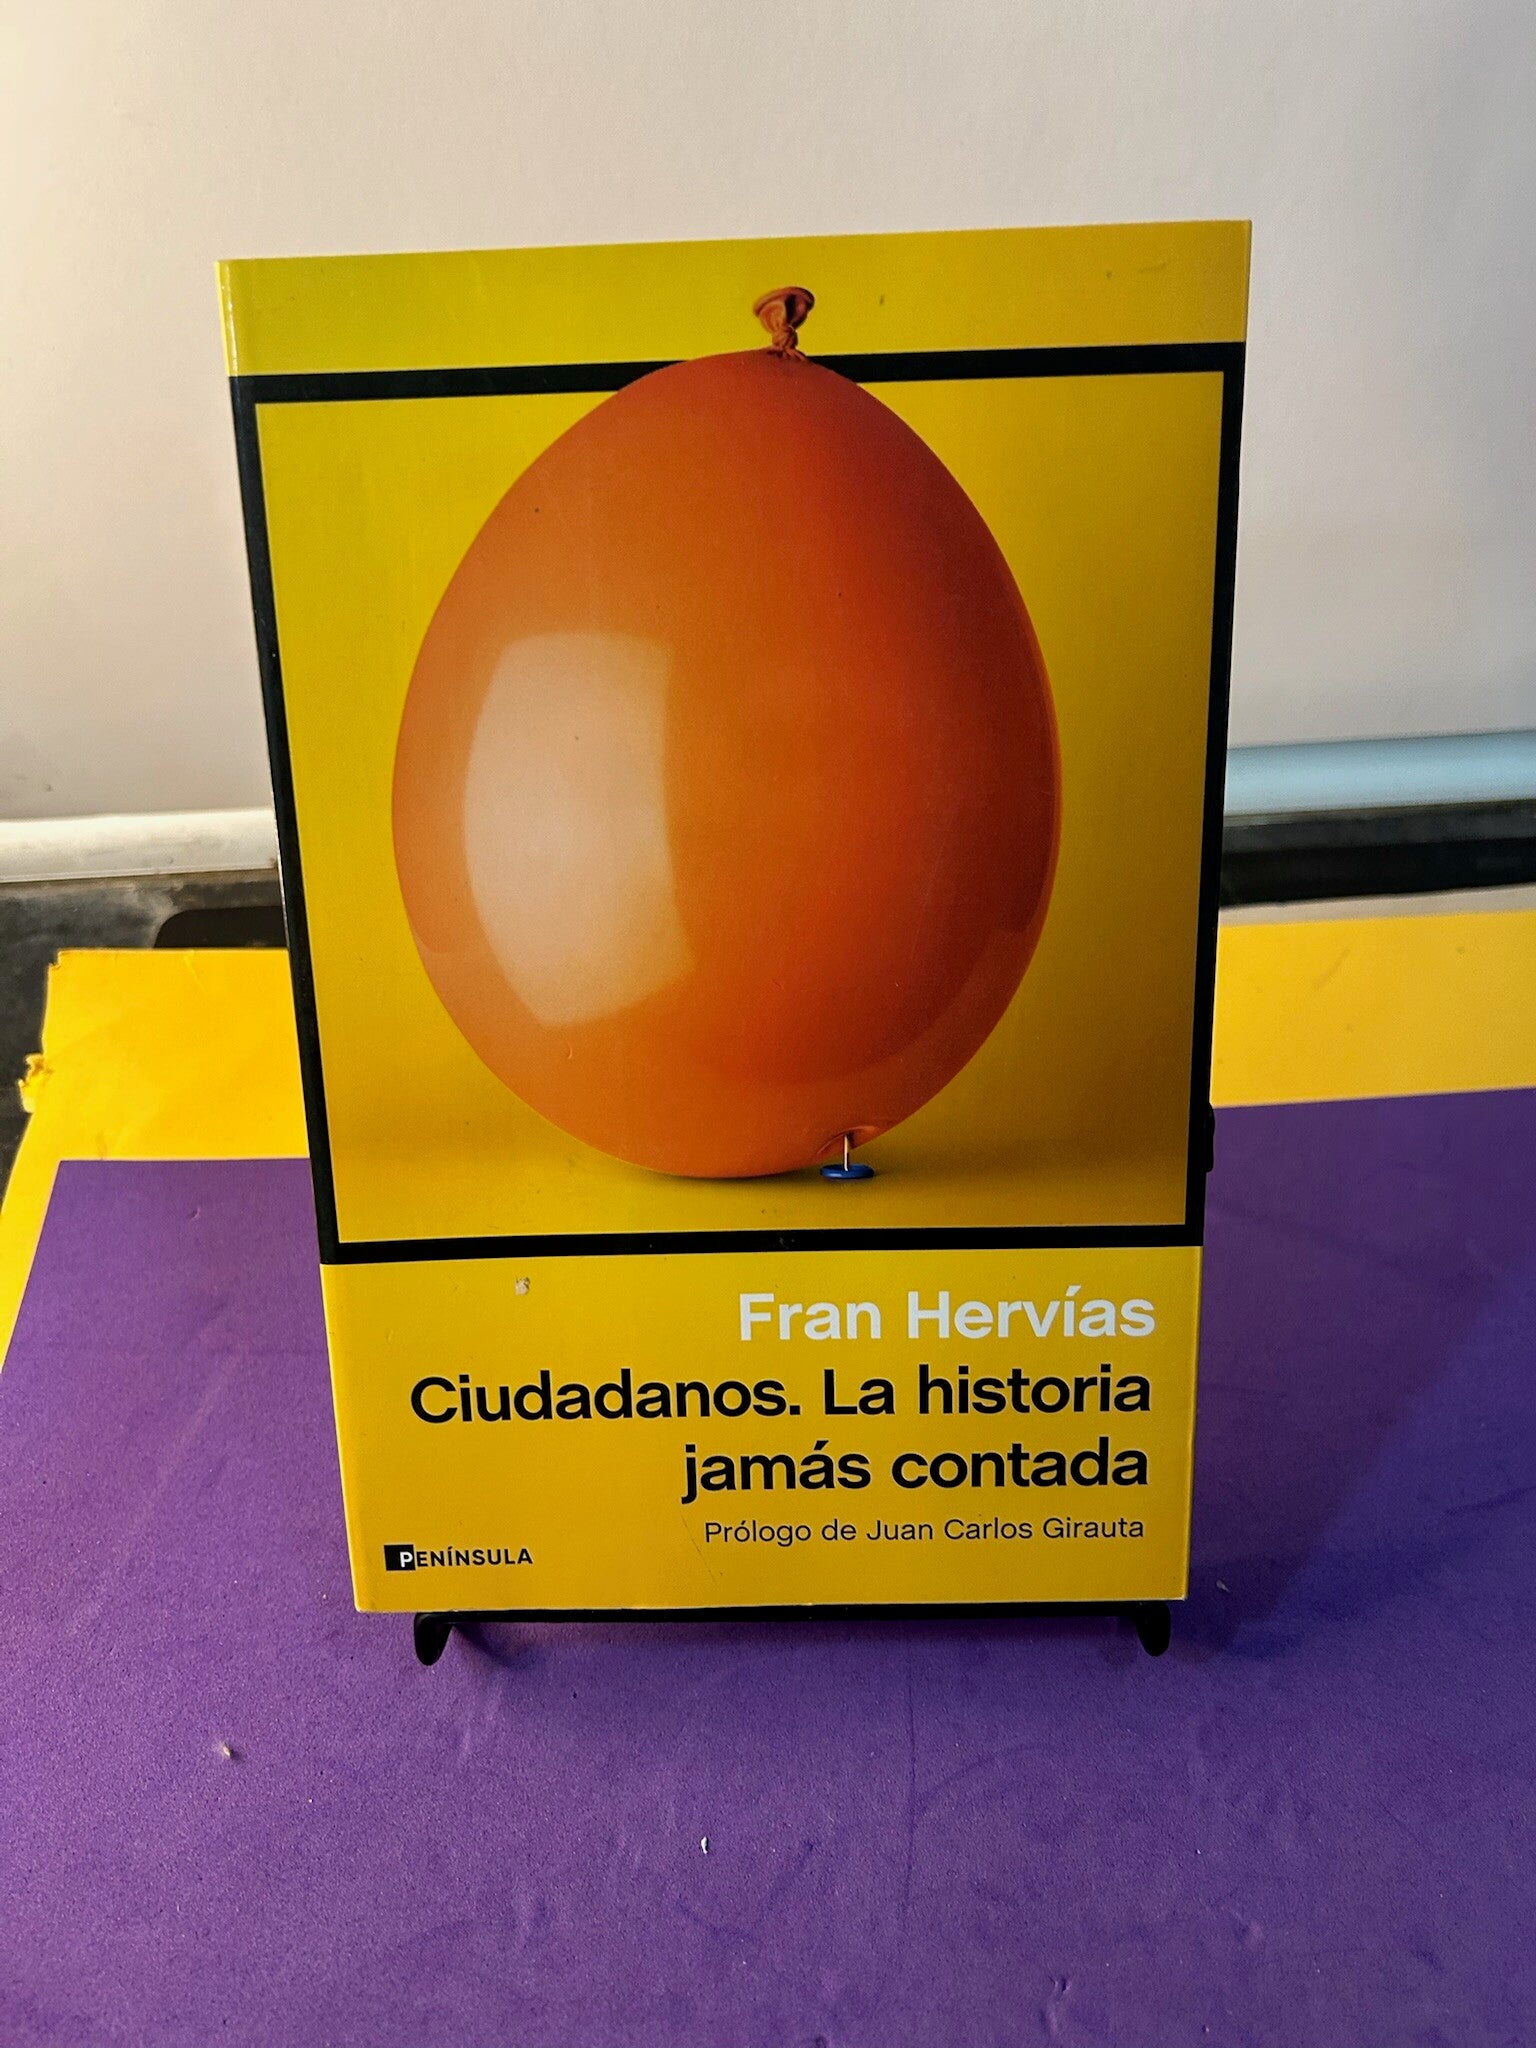 Fran Hervías
Ciudadanos. La historia
jamás contada
Prólogo de Juan Carlos Girauta
PENÍNSULA